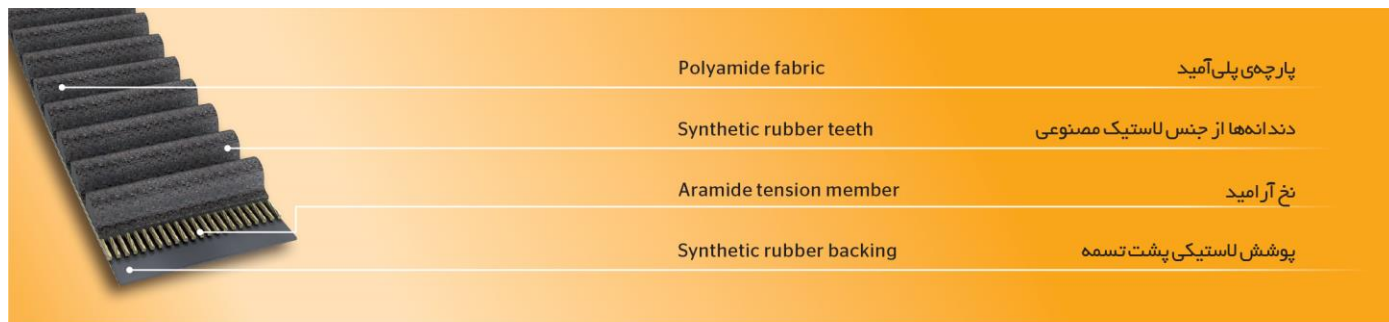 Polyamide fabric پارچه‌ی پلی‌آمید
Synthetic rubber teeth دندانه‌ها از جنس لاستیک مصنوعی
Aramide tension member نخ آرامید
Synthetic rubber backing پوشش لاستیکی پشت تسمه